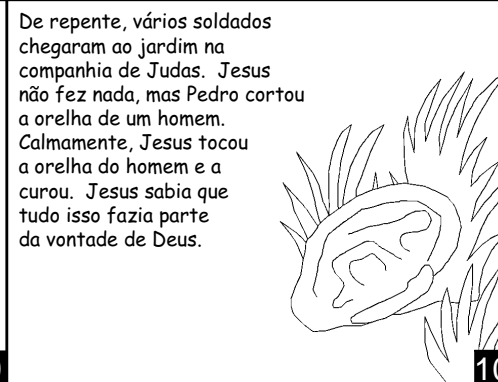 De repente, vários soldados
chegaram ao jardim na
companhia de Judas. Jesus
não fez nada, mas Pedro cortou
a orelha de um homem.
Calmamente, Jesus tocou
a orelha do homem e a
curou. Jesus sabia que
tudo isso fazia parte
da vontade de Deus.